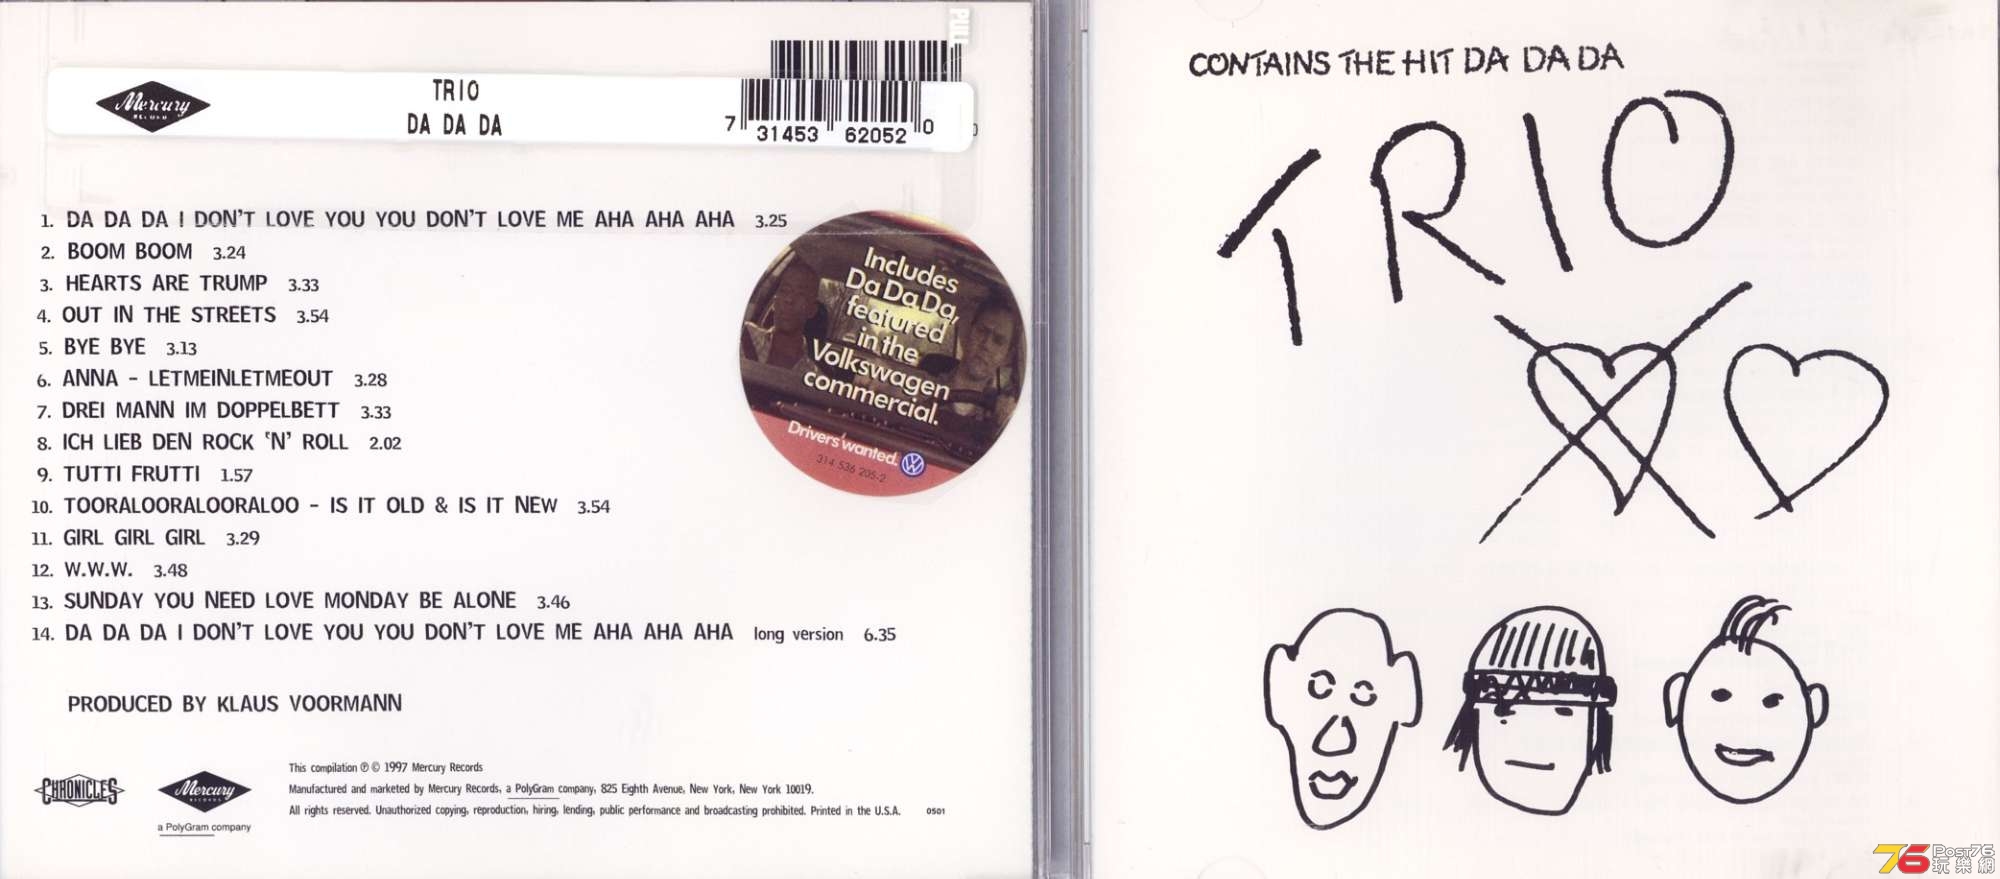 PULL
Mercury
RECORDS
TRIO
DA DA DA
7 31453 62052 0
1. DA DA DA I DON'T LOVE YOU YOU DON'T LOVE ME AHA AHA AHA 3.25
2. BOOM BOOM 3.24
3. HEARTS ARE TRUMP 3.33
4. OUT IN THE STREETS 3.54
5. BYE BYE 3.13
6. ANNA - LETMEINLETMEOUT 3.28
7. DREI MANN IM DOPPELBETT 3.33
8. ICH LIEB DEN ROCK 'N' ROLL 2.02
9. TUTTI FRUTTI 1.57
10. TOORALOORALOORALOO - IS IT OLD & IS IT NEW 3.54
11. GIRL GIRL GIRL 3.29
12. W.W.W. 3.48
13. SUNDAY YOU NEED LOVE MONDAY BE ALONE 3.46
14. DA DA DA I DON'T LOVE YOU YOU DON'T LOVE ME AHA AHA AHA long version 6.35
Includes
Da Da Da,
featured
in the
Volkswagen
commercial.
Drivers wanted.
314 536 205-2
PRODUCED BY KLAUS VOORMANN
CHRONICLES
Mercury
RECORDS
a PolyGram company
This compilation ℗ © 1997 Mercury Records
Manufactured and marketed by Mercury Records, a PolyGram company, 825 Eighth Avenue, New York, New York 10019.
All rights reserved. Unauthorized copying, reproduction, hiring, lending, public performance and broadcasting prohibited. Printed in the U.S.A. 0501
CONTAINS THE HIT DA DA DA
TRIO
76 Post76
玩樂網